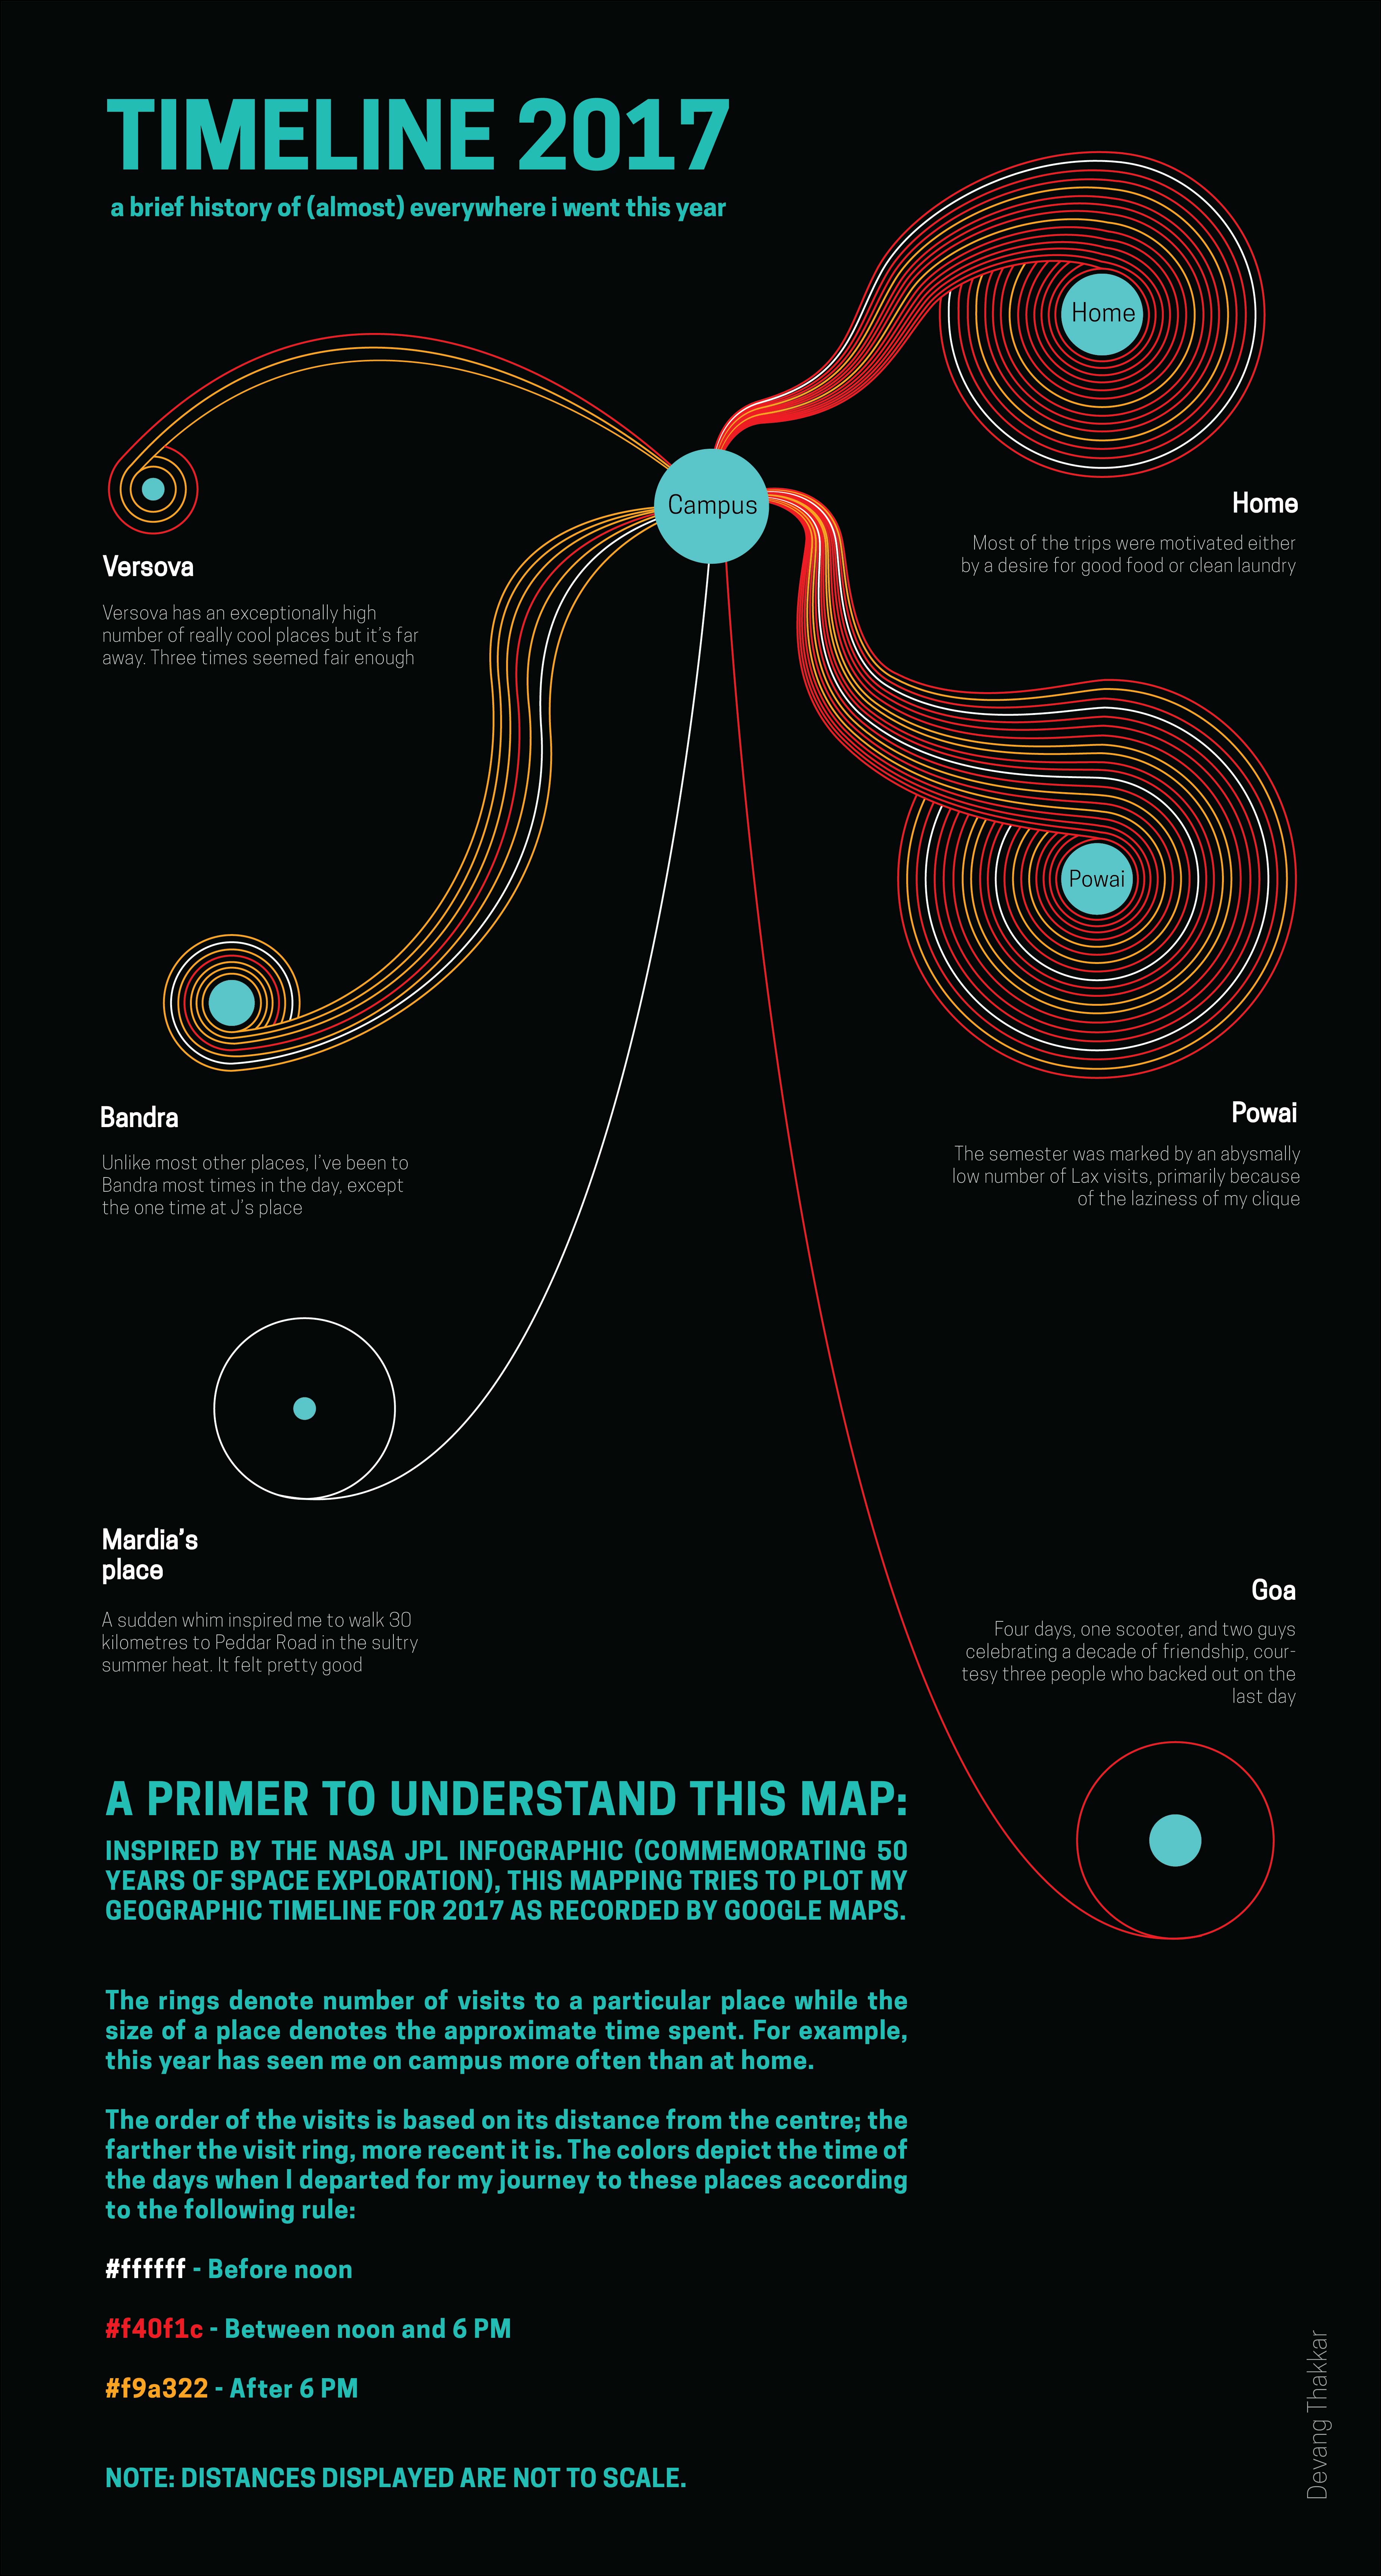 TIMELINE 2017
a brief history of (almost) everywhere i went this year
Home
Campus
Home
Most of the trips were motivated either
by a desire for good food or clean laundry
Versova
Versova has an exceptionally high
number of really cool places but it's far
away. Three times seemed fair enough
Powai
Bandra
Unlike most other places, I've been to
Bandra most times in the day, except
the one time at J's place
Powai
The semester was marked by an abysmally
low number of Lax visits, primarily because
of the laziness of my clique
Mardia's
place
A sudden whim inspired me to walk 30
kilometres to Peddar Road in the sultry
summer heat. It felt pretty good
Goa
Four days, one scooter, and two guys
celebrating a decade of friendship, cour-
tesy three people who backed out on the
last day
A PRIMER TO UNDERSTAND THIS MAP:
INSPIRED BY THE NASA JPL INFOGRAPHIC (COMMEMORATING 50
YEARS OF SPACE EXPLORATION), THIS MAPPING TRIES TO PLOT MY
GEOGRAPHIC TIMELINE FOR 2017 AS RECORDED BY GOOGLE MAPS.
The rings denote number of visits to a particular place while the
size of a place denotes the approximate time spent. For example,
this year has seen me on campus more often than at home.
The order of the visits is based on its distance from the centre; the
farther the visit ring, more recent it is. The colors depict the time of
the days when I departed for my journey to these places according
to the following rule:
#ffffff - Before noon
#f40f1c - Between noon and 6 PM
#f9a322 - After 6 PM
NOTE: DISTANCES DISPLAYED ARE NOT TO SCALE.
Devang Thakkar